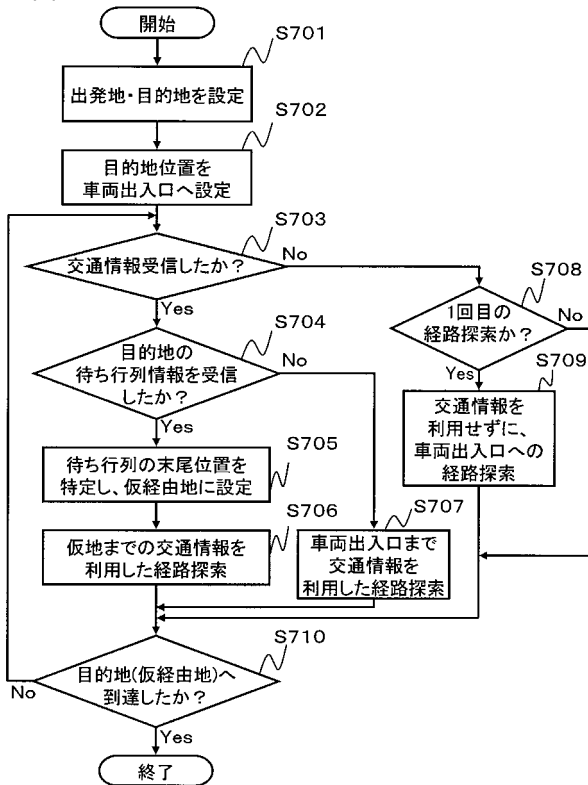 開始
S701
出発地・目的地を設定
S702
目的地位置を
車両出入口へ設定
S703
交通情報受信したか？
No
Yes
S708
1回目の
経路探索か？
No
Yes
S704
目的地の
待ち行列情報を受信
したか？
No
Yes
S709
交通情報を
利用せずに、
車両出入口への
経路探索
S705
待ち行列の末尾位置を
特定し、仮経由地に設定
S706
仮地までの交通情報を
利用した経路探索
S707
車両出入口まで
交通情報を
利用した経路探索
S710
目的地(仮経由地)へ
到達したか？
No
Yes
終了